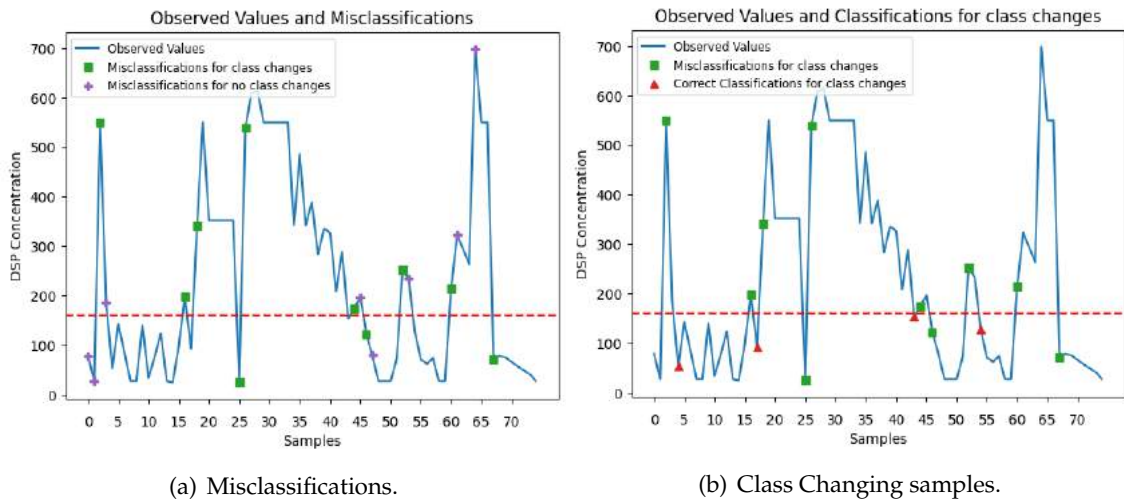 Observed Values and Misclassifications
Observed Values
Misclassifications for class changes
Misclassifications for no class changes
DSP Concentration
700
600
500
400
300
200
100
0
0 5 10 15 20 25 30 35 40 45 50 55 60 65 70
Samples
(a) Misclassifications.
Observed Values and Classifications for class changes
Observed Values
Misclassifications for class changes
Correct Classifications for class changes
DSP Concentration
700
600
500
400
300
200
100
0
0 5 10 15 20 25 30 35 40 45 50 55 60 65 70
Samples
(b) Class Changing samples.